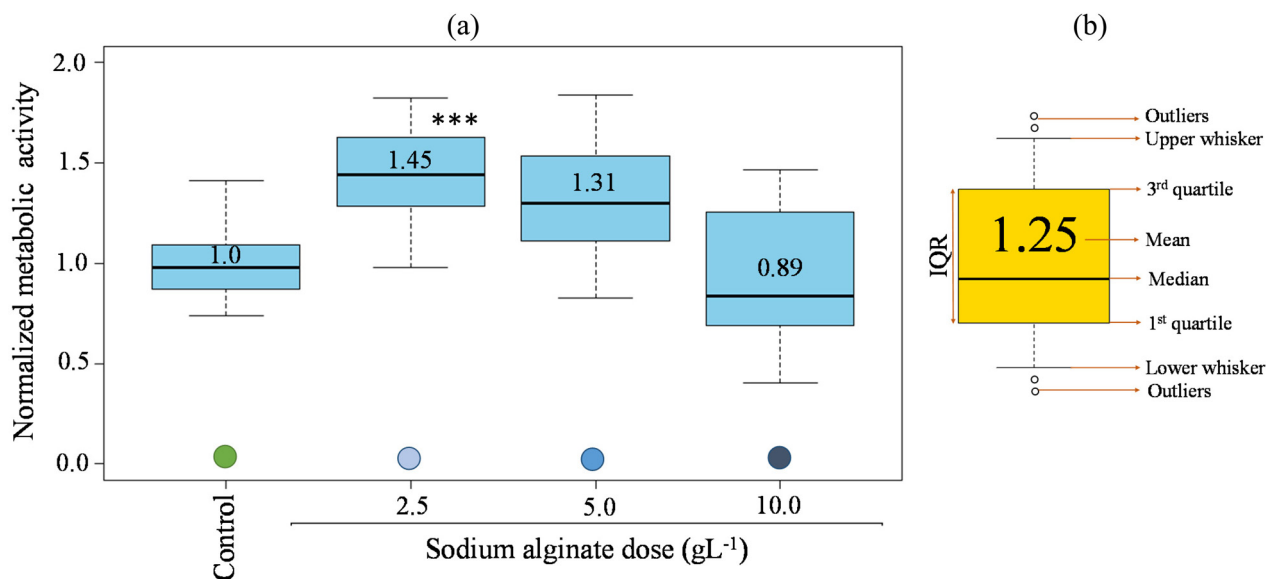 (a)
(b)
Normalized metabolic activity
2.0
1.5
1.0
0.5
0.0
1.0
1.45
***
1.31
0.89
Control
2.5
5.0
10.0
Sodium alginate dose (gL⁻¹)
Outliers
Upper whisker
3rd quartile
1.25
Mean
IQR
Median
1st quartile
Lower whisker
Outliers